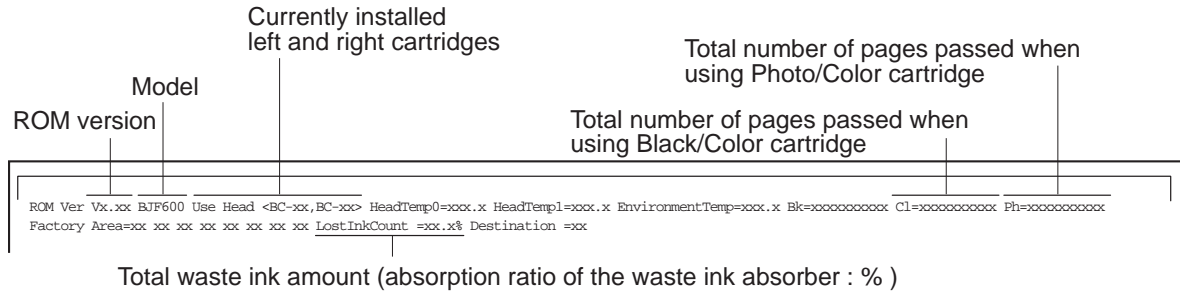 Currently installed
left and right cartridges
Total number of pages passed when
using Photo/Color cartridge
Model
ROM version
Total number of pages passed when
using Black/Color cartridge
ROM Ver Vx.xx BJF600 Use Head <BC-xx,BC-xx> HeadTemp0=xxx.x HeadTemp1=xxx.x EnvironmentTemp=xxx.x Bk=xxxxxxxxxx Cl=xxxxxxxxxx Ph=xxxxxxxxxx
Factory Area=xx xx xx xx xx xx xx xx LostInkCount =xx.x% Destination =xx
Total waste ink amount (absorption ratio of the waste ink absorber : % )